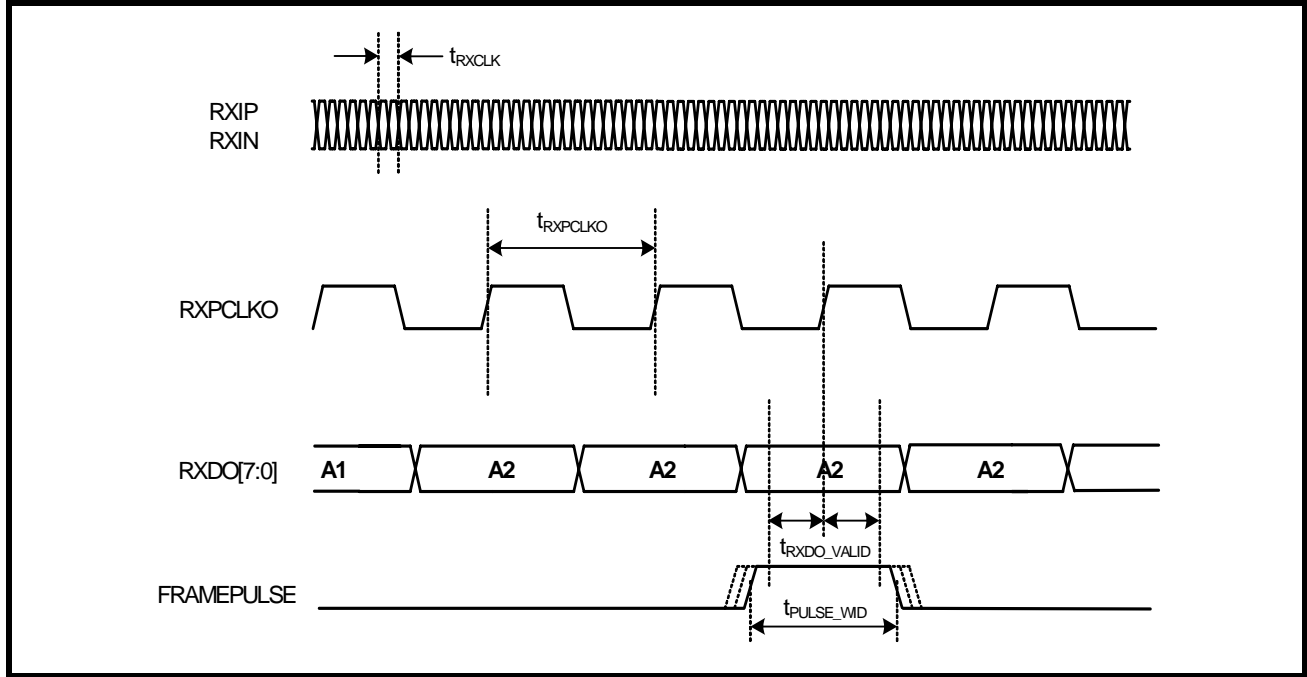 tRXCLK
RXIP
RXIN
tRXPCLKO
RXPCLKO
RXDO[7:0] A1 A2 A2 A2 A2
tRXDO_VALID
FRAMEPULSE
tPULSE_WID